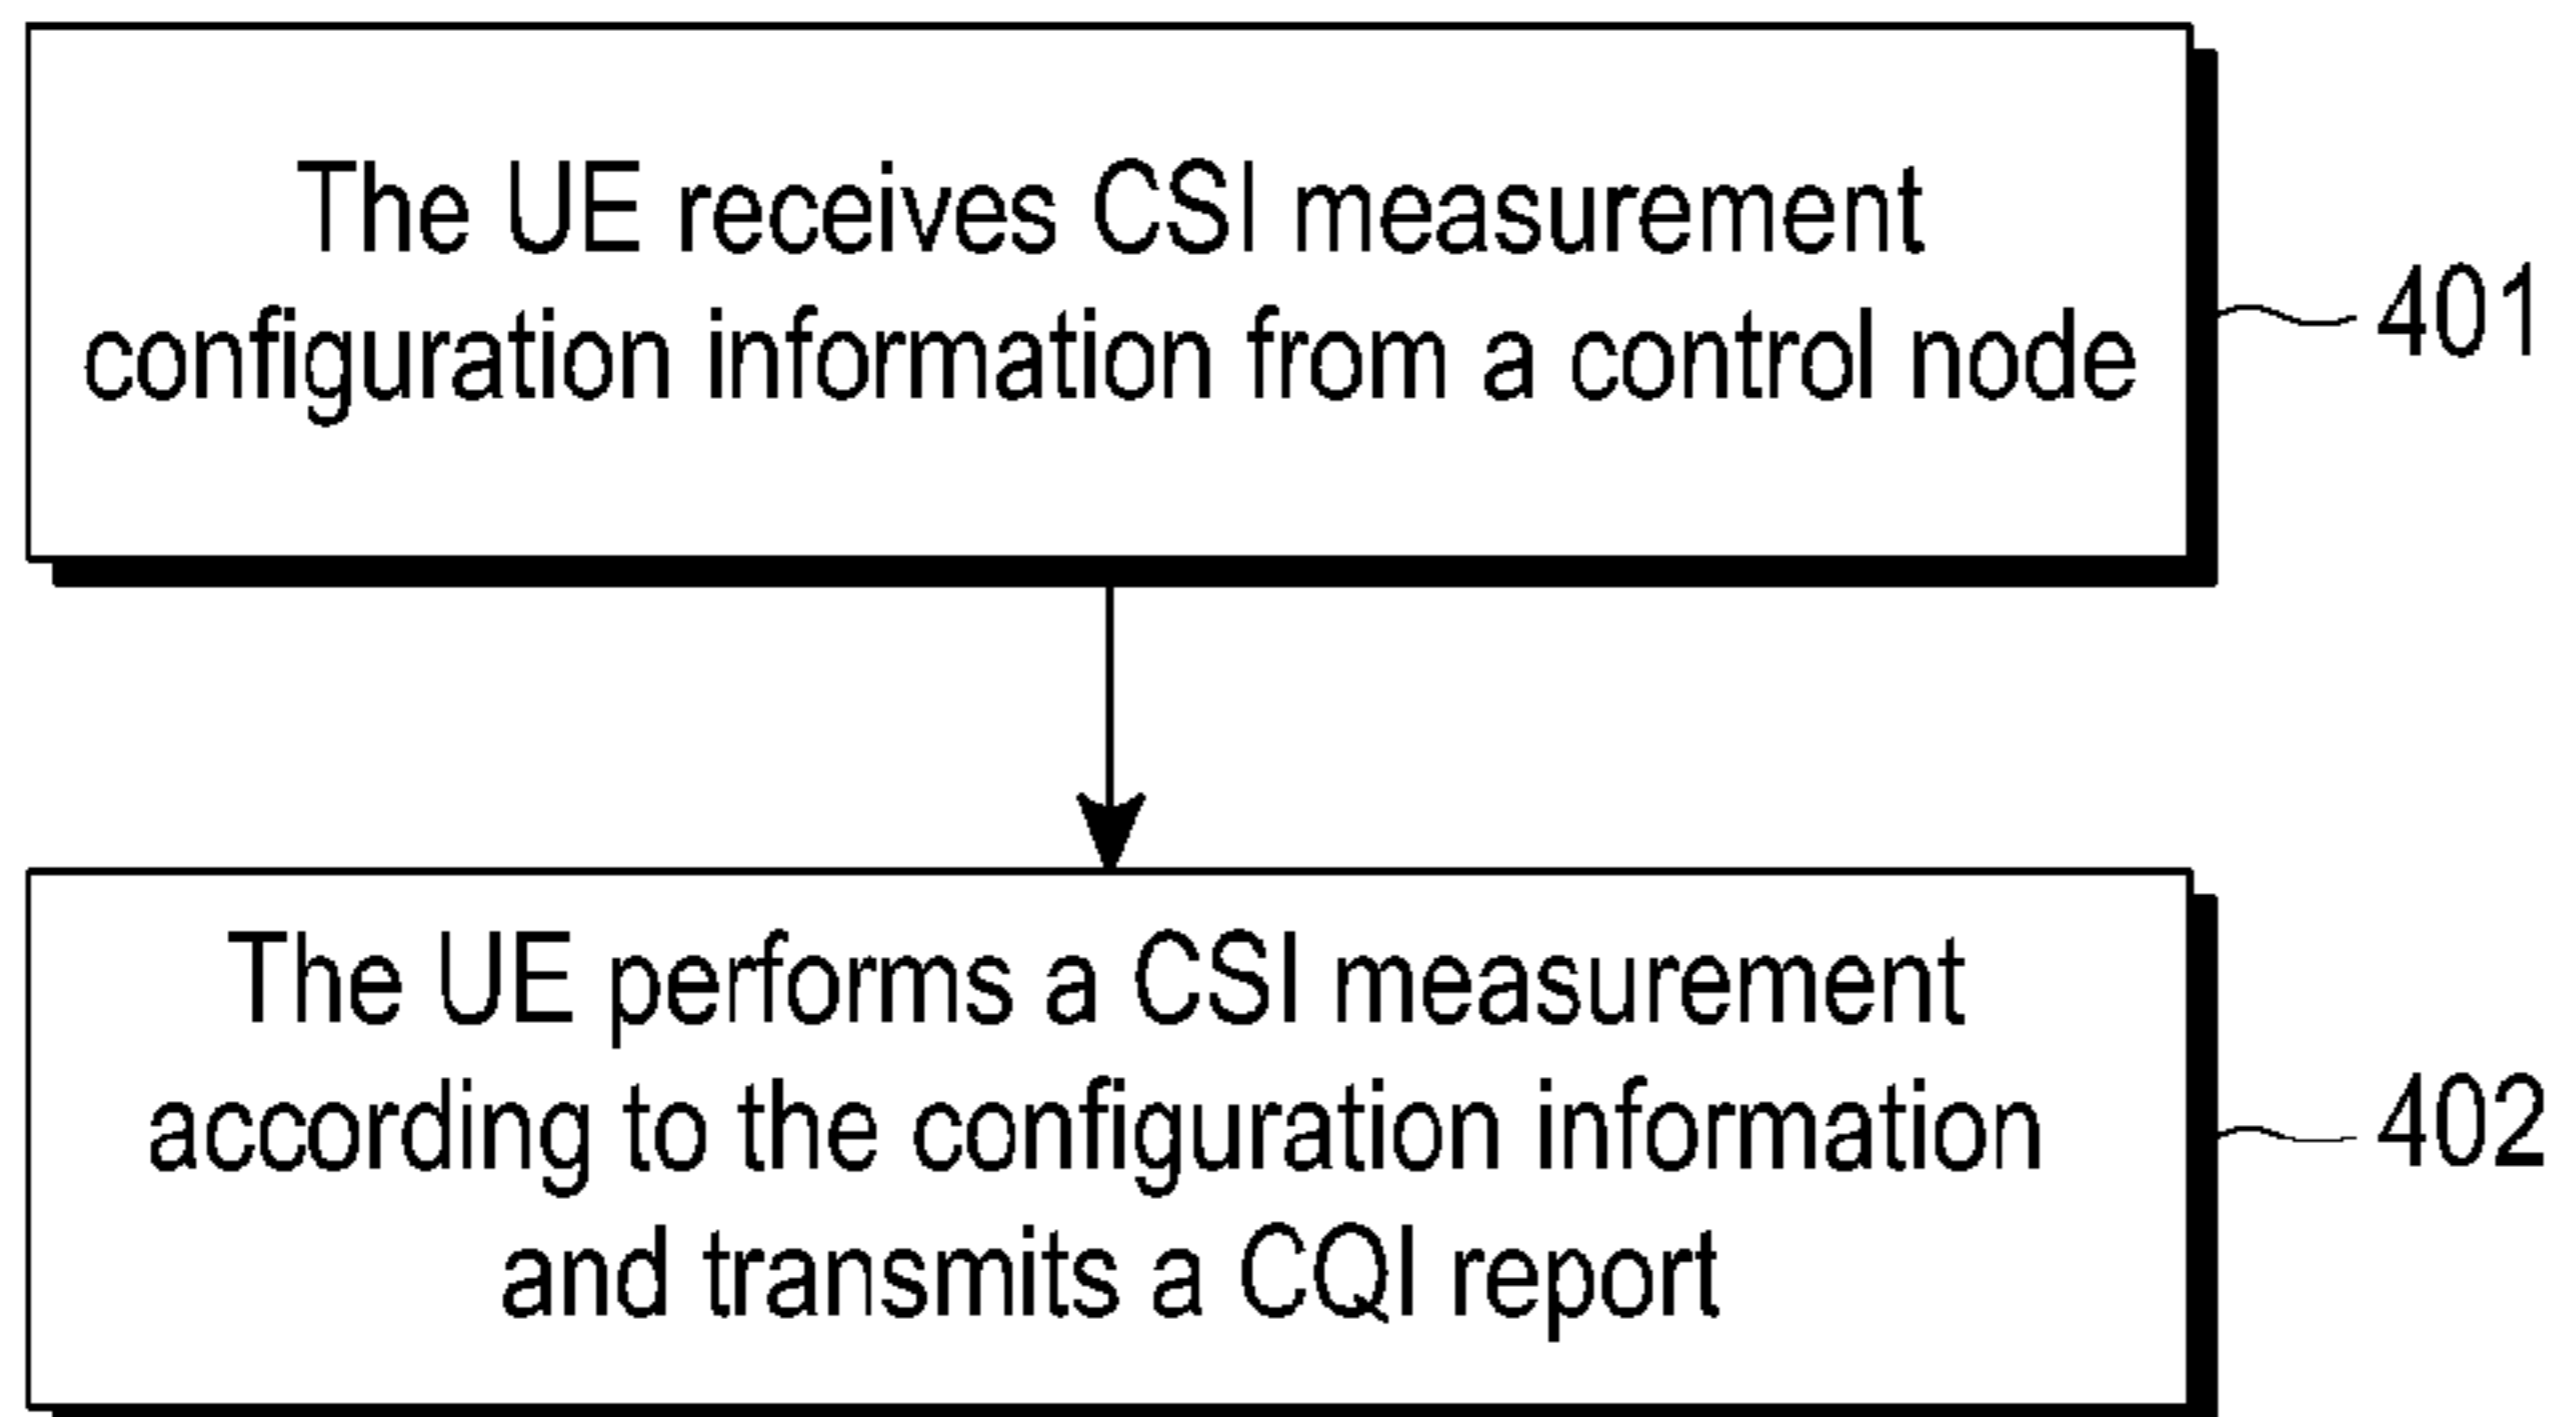 The UE receives CSI measurement
configuration information from a control node
401
The UE performs a CSI measurement
according to the configuration information
and transmits a CQI report
402